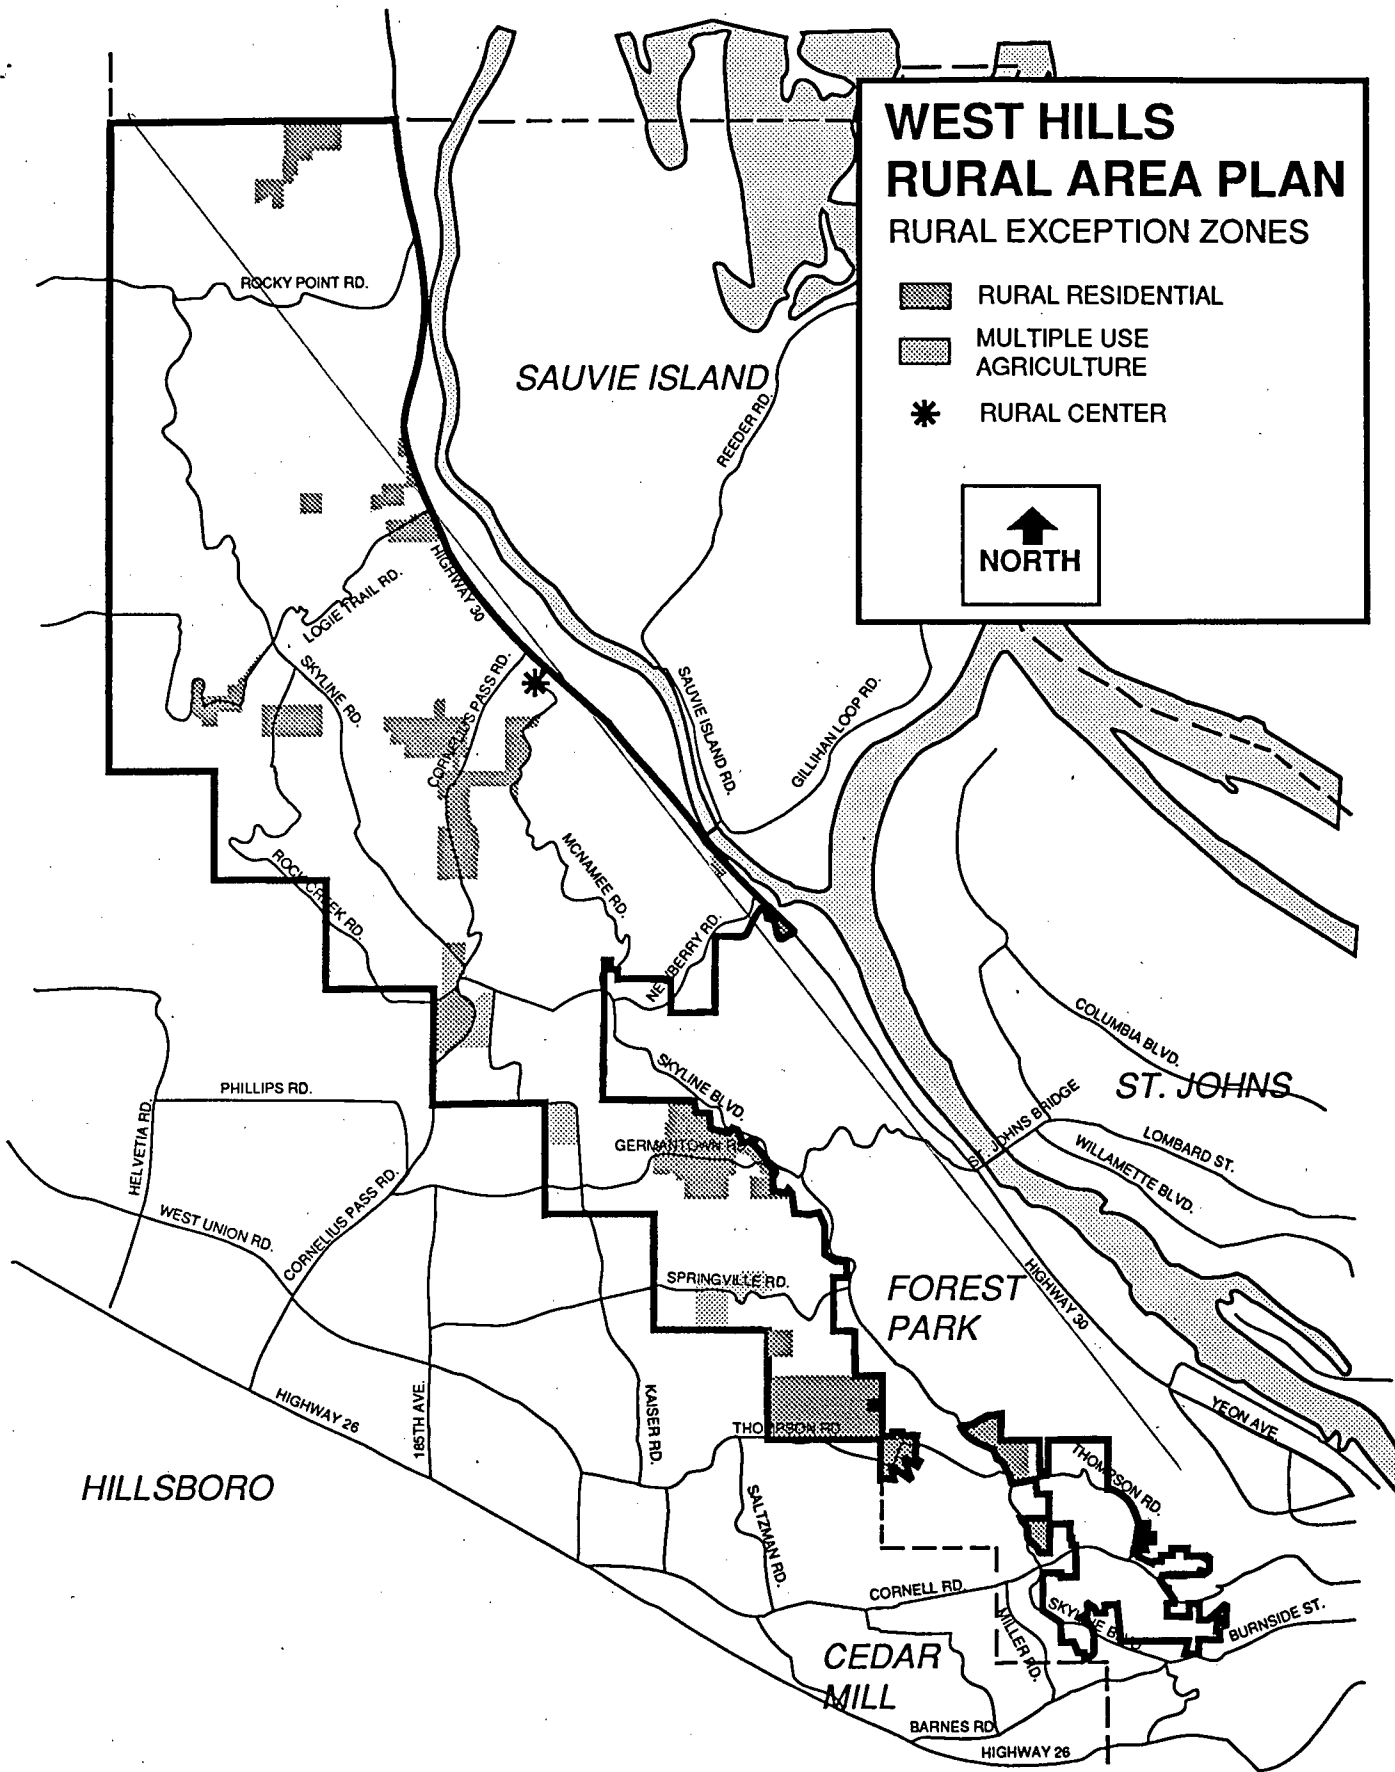 WEST HILLS
RURAL AREA PLAN
RURAL EXCEPTION ZONES
RURAL RESIDENTIAL
MULTIPLE USE
AGRICULTURE
RURAL CENTER
NORTH
ROCKY POINT RD.
SAUVIE ISLAND
REEDER RD.
HIGHWAY 30
LOGIE TRAIL RD.
SKYLINE RD.
CORNELIUS PASS RD.
SAUVIE ISLAND RD.
GILLIHAN LOOP RD.
MCNAMEE RD.
ROCK CREEK RD.
NEWBERRY RD.
COLUMBIA BLVD.
ST. JOHNS
PHILLIPS RD.
SKYLINE BLVD.
ST. JOHNS BRIDGE
HELVETIA RD.
GERMANTOWN RD.
LOMBARD ST.
WILLAMETTE BLVD.
WEST UNION RD.
CORNELIUS PASS RD.
SPRINGVILLE RD.
FOREST
PARK
HIGHWAY 30
HIGHWAY 26
185TH AVE.
KAISER RD.
THOMPSON RD.
YEON AVE.
HILLSBORO
THOMPSON RD.
SALTZMAN RD.
CORNELL RD.
MILLER RD.
SKYLINE BLVD.
BURNSIDE ST.
CEDAR
MILL
BARNES RD.
HIGHWAY 26